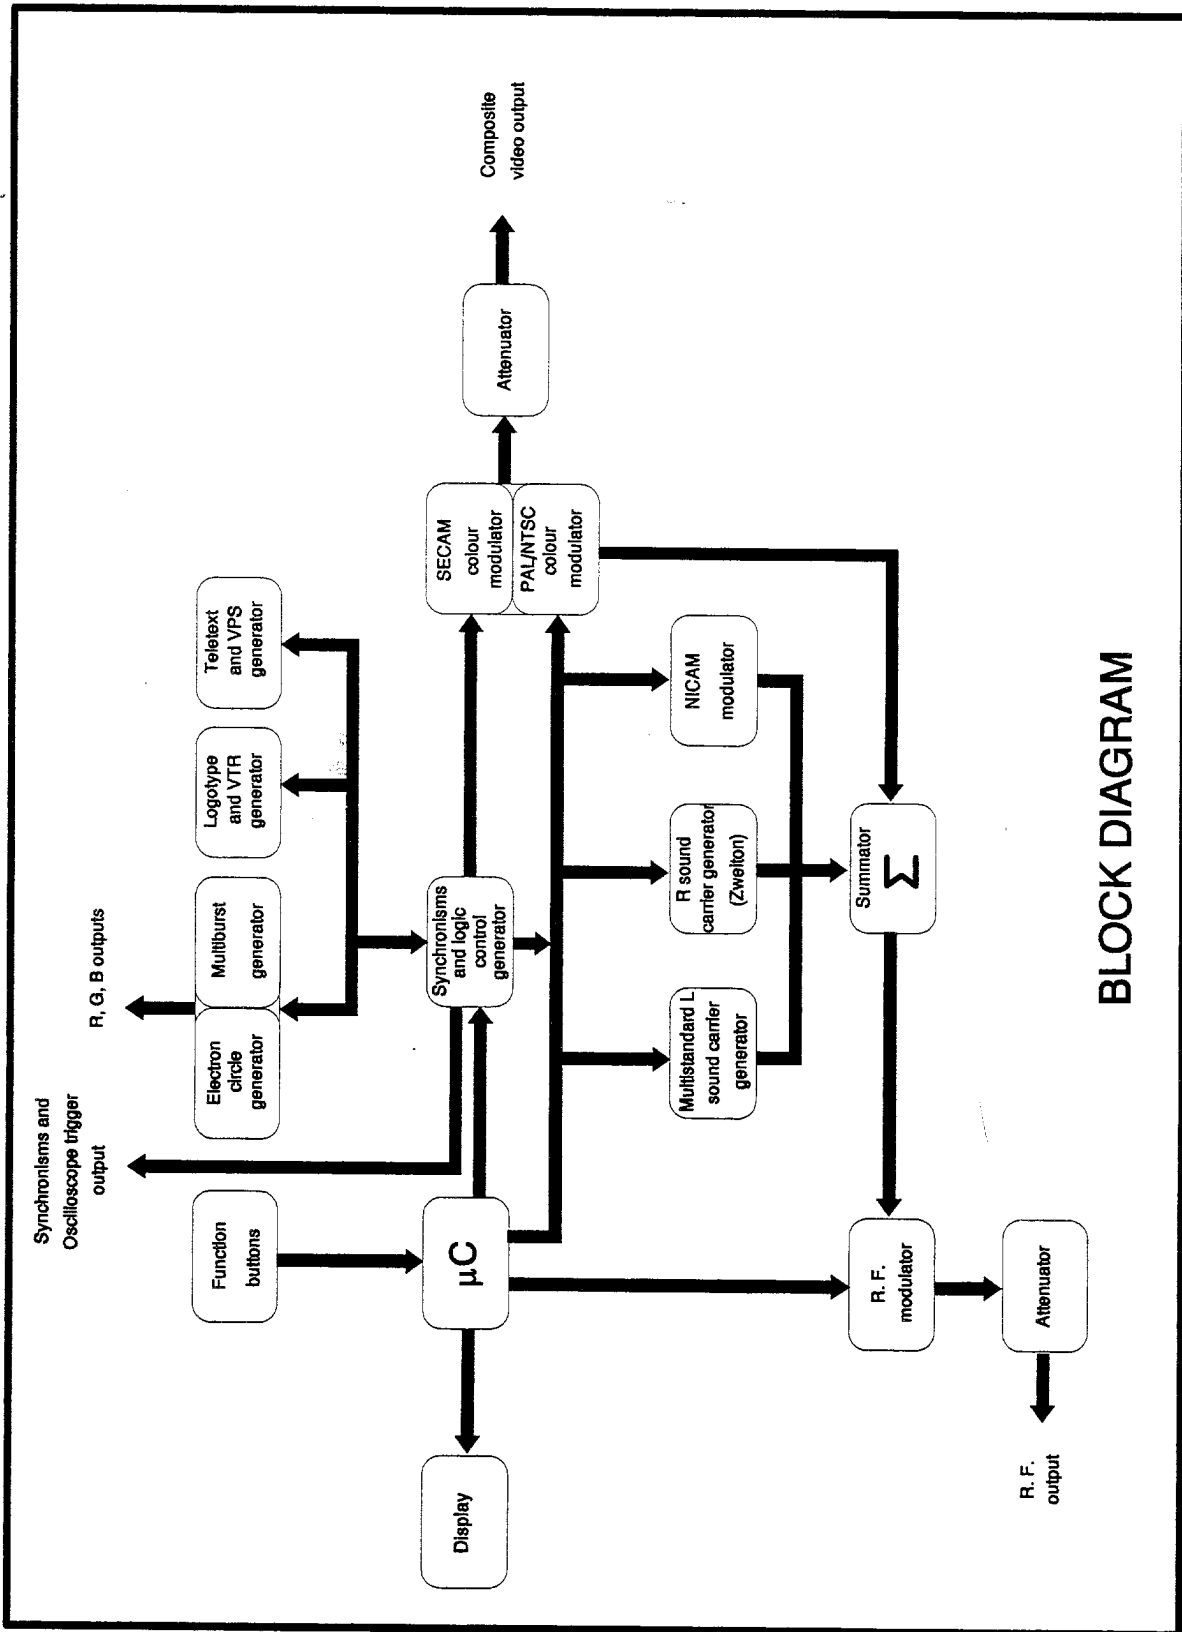 Synchronisms and
Oscilloscope trigger
output
R, G, B outputs
Function
buttons
Electron
circle
generator
Multiburst
generator
Logotype
and VTR
generator
Teletext
and VPS
generator
Display
µC
Synchronisms
and logic
control
generator
SECAM
colour
modulator
PAL/NTSC
colour
modulator
Attenuator
Composite
video output
Multistandard L
sound carrier
generator
R sound
carrier generator
(Zweiton)
NICAM
modulator
R. F.
modulator
Summator
Σ
Attenuator
R. F.
output
BLOCK DIAGRAM